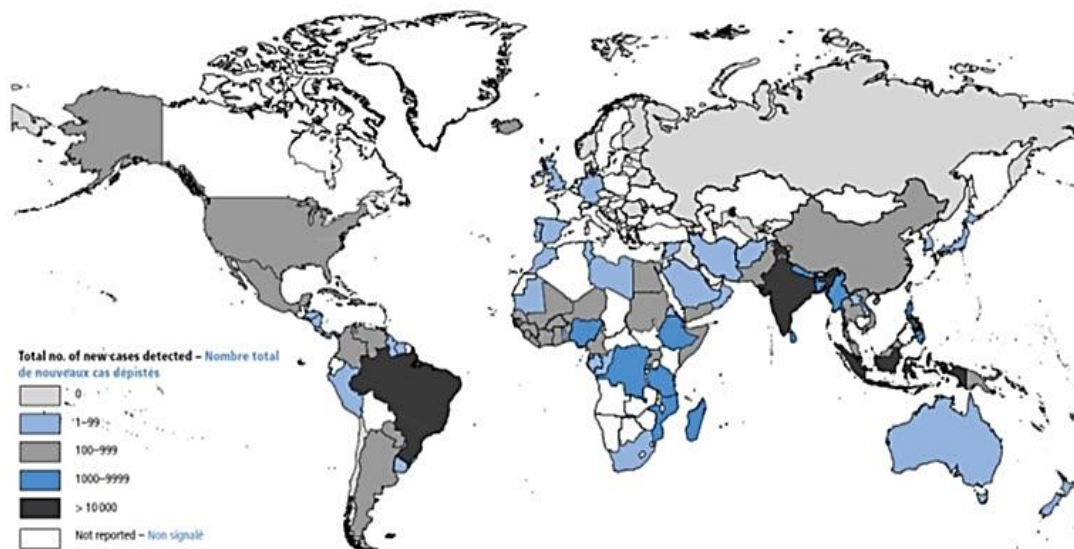 Total no. of new cases detected – Nombre total
de nouveaux cas dépistés
0
1–99
100–999
1000–9999
> 10 000
Not reported – Non signalé